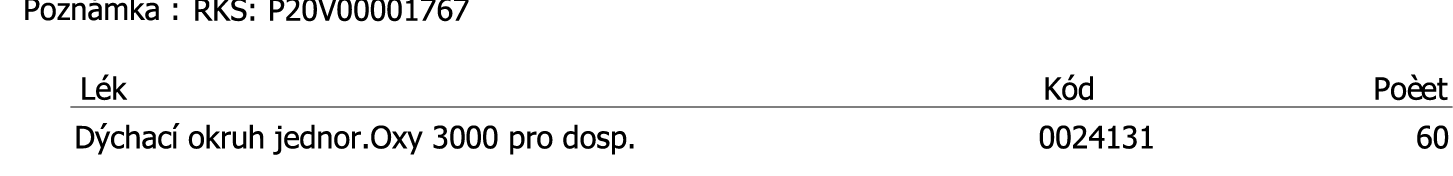 Poznámka : RKS: P20V00001767
Lék Kód Poèet
Dýchací okruh jednor.Oxy 3000 pro dosp. 0024131 60